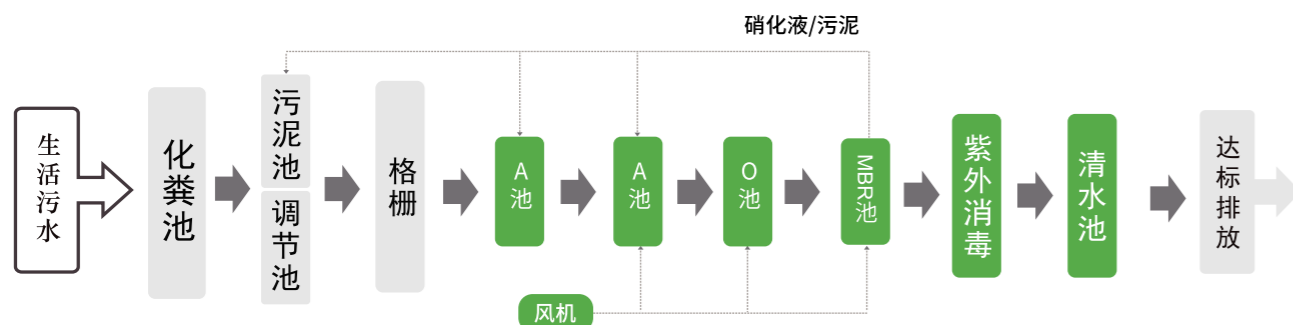 硝化液/污泥
生活污水
化粪池
污泥池
调节池
格栅
A池
A池
O池
MBR池
紫外消毒
清水池
达标排放
风机